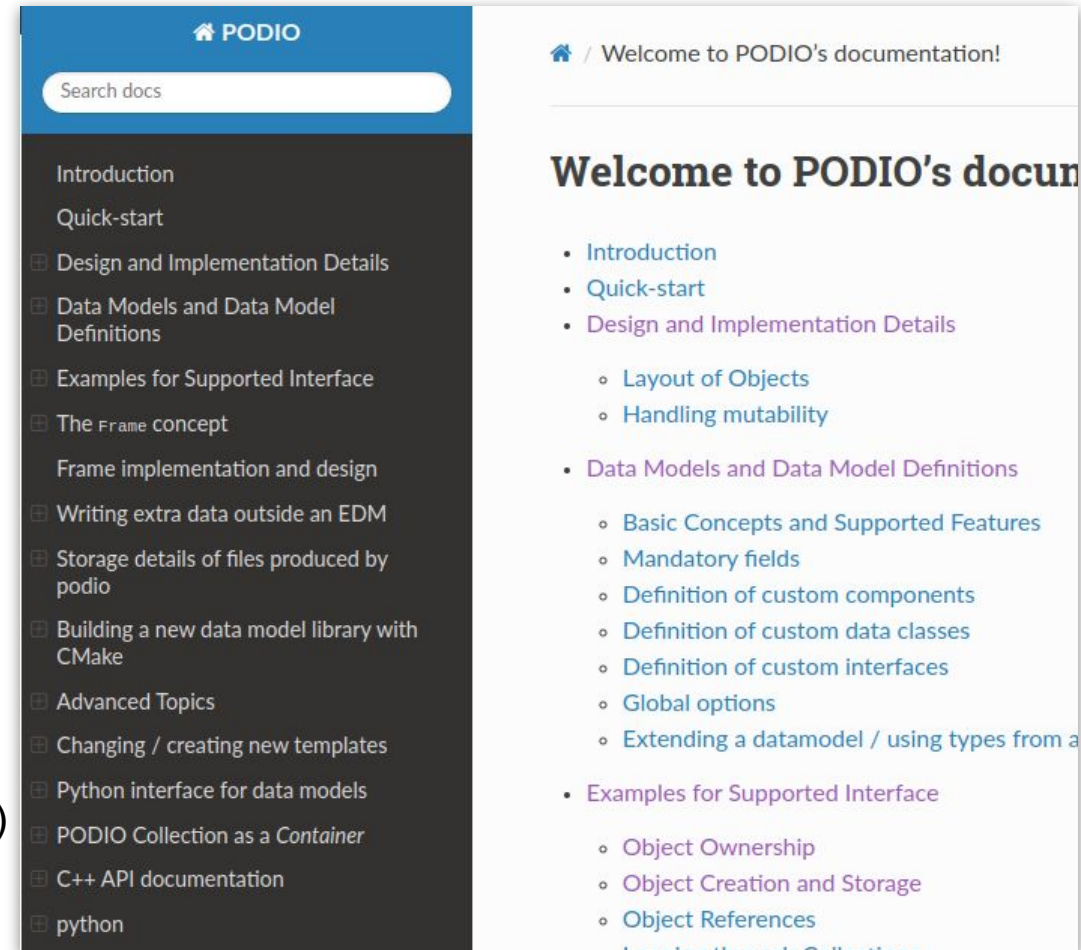 PODIO
Search docs
Introduction
Quick-start
Design and Implementation Details
Data Models and Data Model
Definitions
Examples for Supported Interface
The Frame concept
Frame implementation and design
Writing extra data outside an EDM
Storage details of files produced by
podio
Building a new data model library with
CMake
Advanced Topics
Changing / creating new templates
Python interface for data models
)
PODIO Collection as a Container
C++ API documentation
python
/ Welcome to PODIO's documentation!
Welcome to PODIO's docum
• Introduction
• Quick-start
• Design and Implementation Details
◦ Layout of Objects
◦ Handling mutability
• Data Models and Data Model Definitions
◦ Basic Concepts and Supported Features
◦ Mandatory fields
◦ Definition of custom components
◦ Definition of custom data classes
◦ Definition of custom interfaces
◦ Global options
◦ Extending a datamodel / using types from a
• Examples for Supported Interface
◦ Object Ownership
◦ Object Creation and Storage
◦ Object References